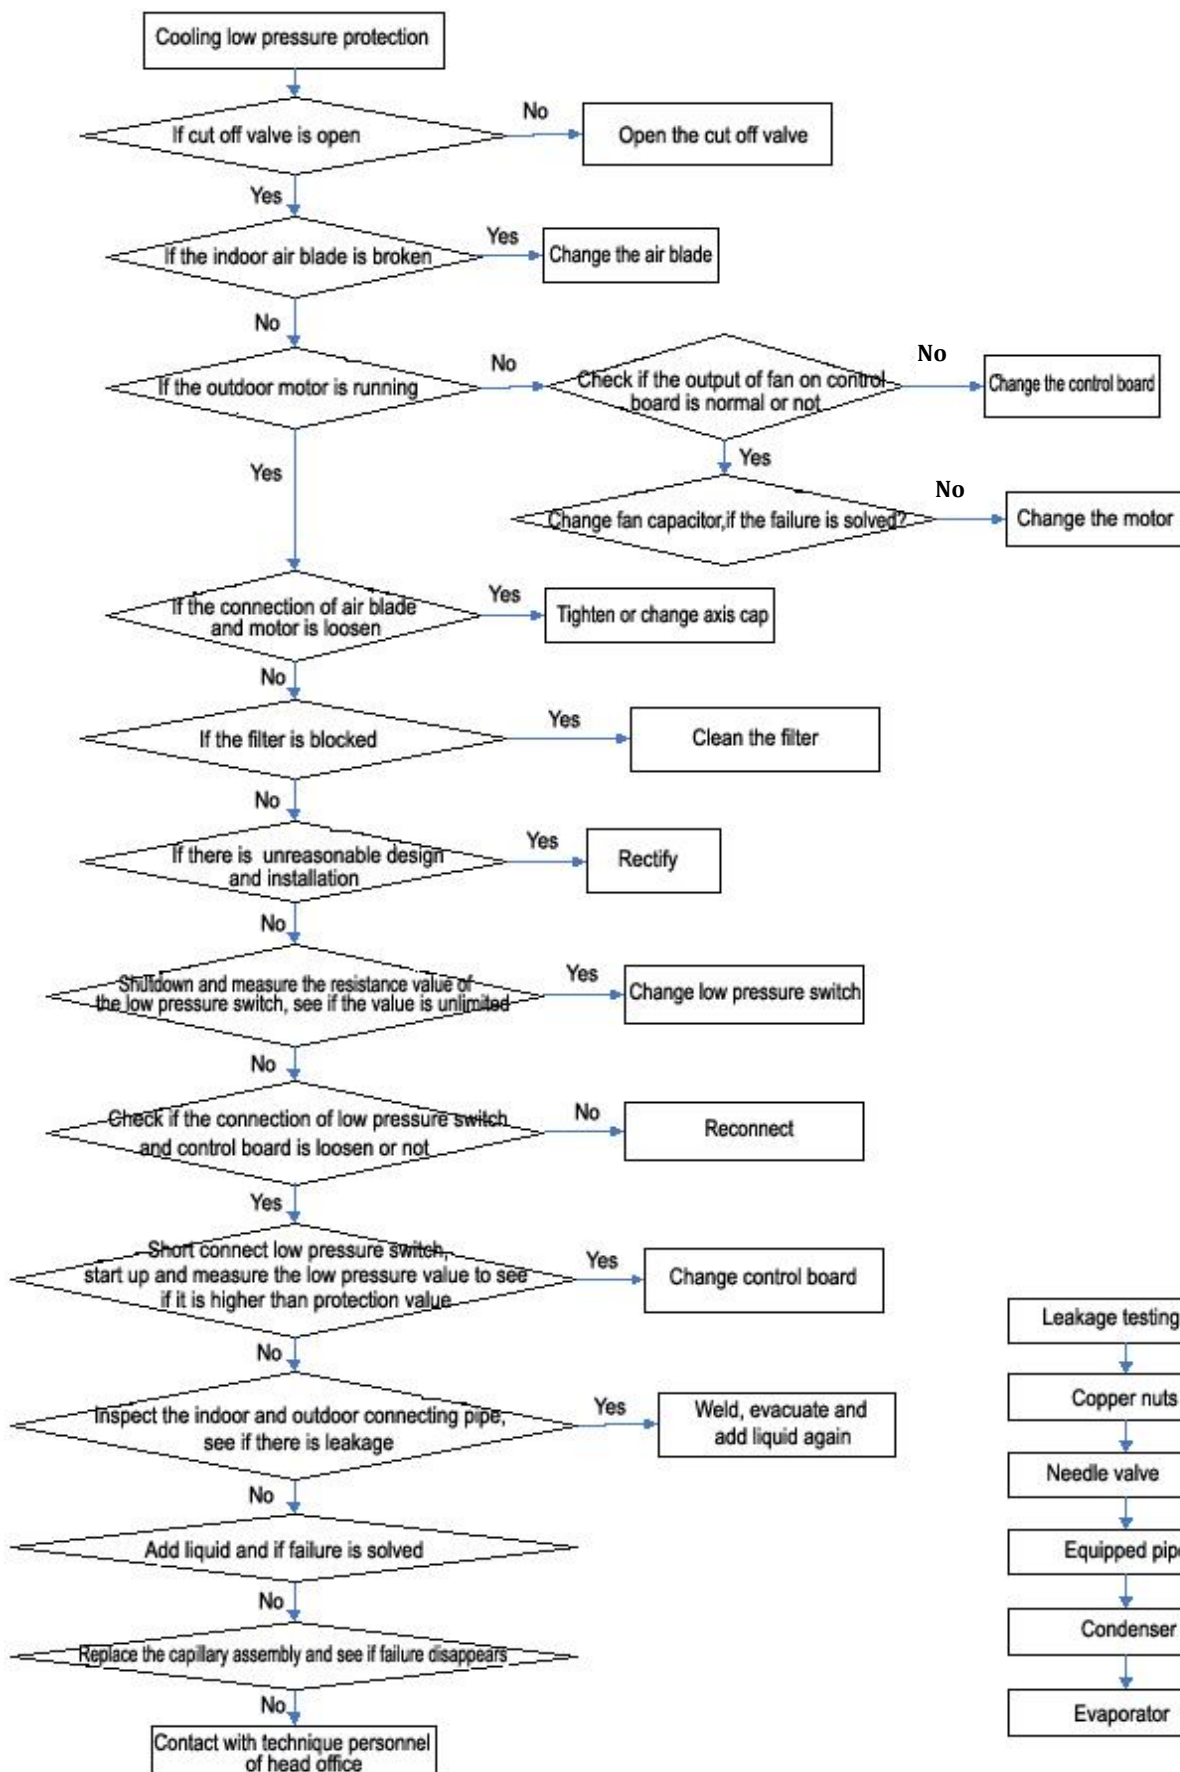 Cooling low pressure protection
If cut off valve is open
No
Open the cut off valve
Yes
If the indoor air blade is broken
Yes
Change the air blade
No
If the outdoor motor is running
No
Check if the output of fan on control
board is normal or not
No
Change the control board
Yes
Yes
Change fan capacitor,if the failure is solved?
No
Change the motor
If the connection of air blade
and motor is loosen
Yes
Tighten or change axis cap
No
If the filter is blocked
Yes
Clean the filter
No
If there is unreasonable design
and installation
Yes
Rectify
No
Shutdown and measure the resistance value of
the low pressure switch, see if the value is unlimited
Yes
Change low pressure switch
No
Check if the connection of low pressure switch
and control board is loosen or not
No
Reconnect
Yes
Short connect low pressure switch,
start up and measure the low pressure value to see
if it is higher than protection value
Yes
Change control board
No
Inspect the indoor and outdoor connecting pipe,
see if there is leakage
Yes
Weld, evacuate and
add liquid again
No
Add liquid and if failure is solved
No
Replace the capillary assembly and see if failure disappears
No
Contact with technique personnel
of head office
Leakage testing
Copper nuts
Needle valve
Equipped pipe
Condenser
Evaporator